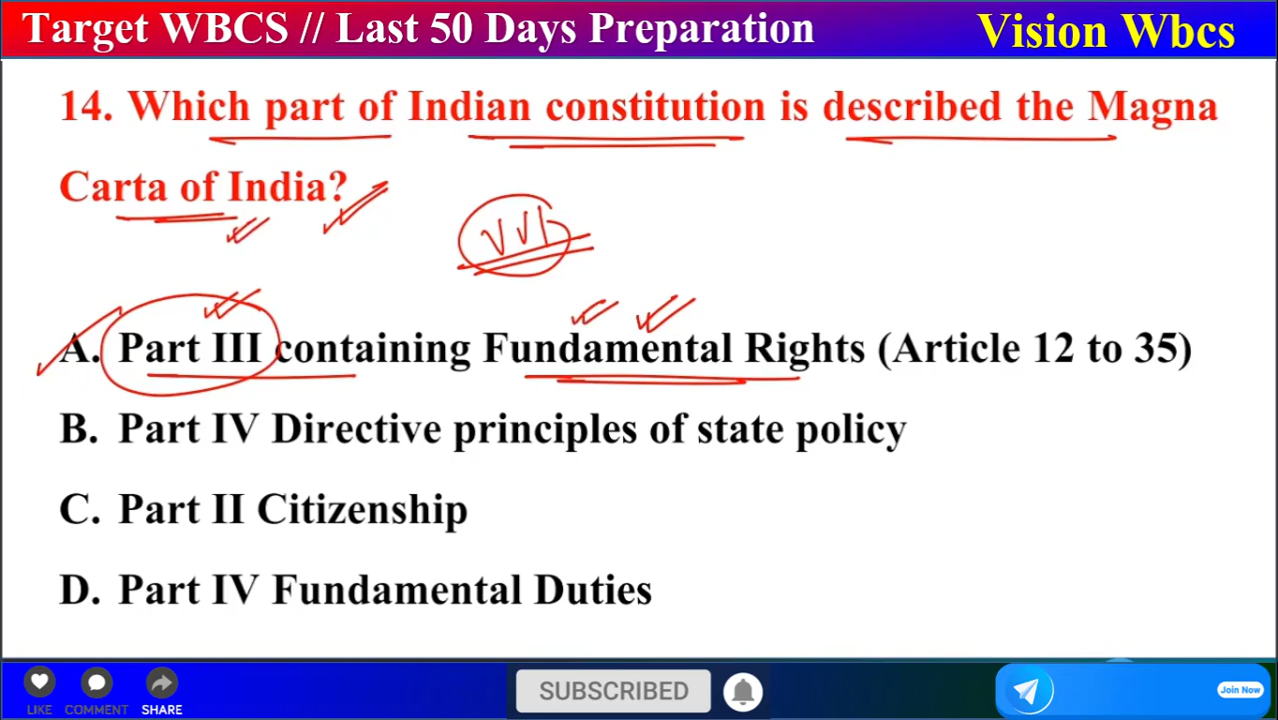 Target WBCS // Last 50 Days Preparation
Vision Wbcs
14. Which part of Indian constitution is described the Magna
Carta of India?
VVI
A. Part III containing Fundamental Rights (Article 12 to 35)
B. Part IV Directive principles of state policy
C. Part II Citizenship
D. Part IV Fundamental Duties
LIKE COMMENT SHARE
SUBSCRIBED
Join Now